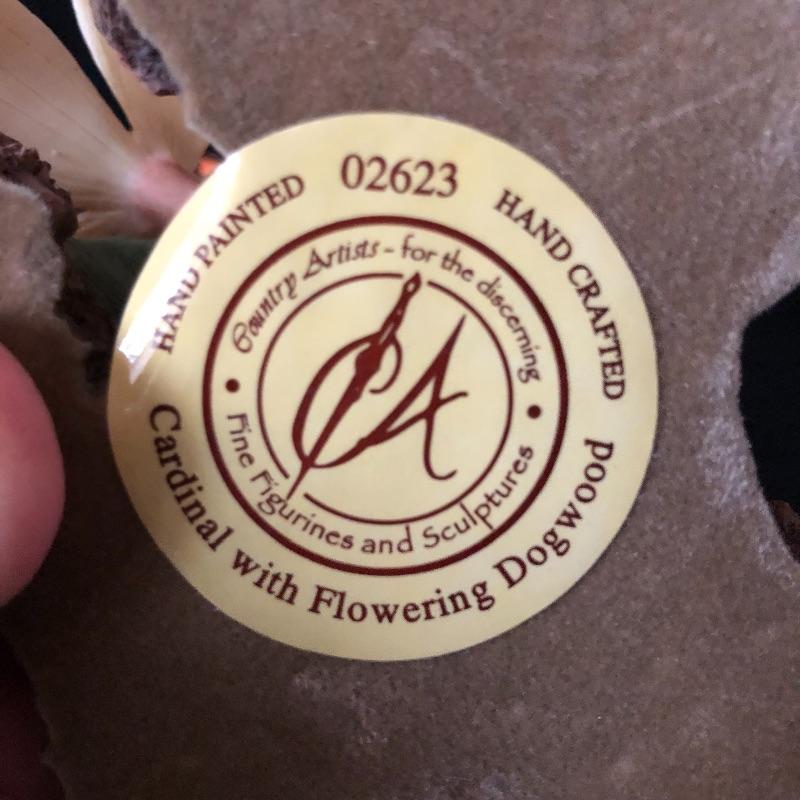 HAND PAINTED 02623 HAND CRAFTED
Country Artists - for the discerning
CA
Fine Figurines and Sculptures
Cardinal with Flowering Dogwood